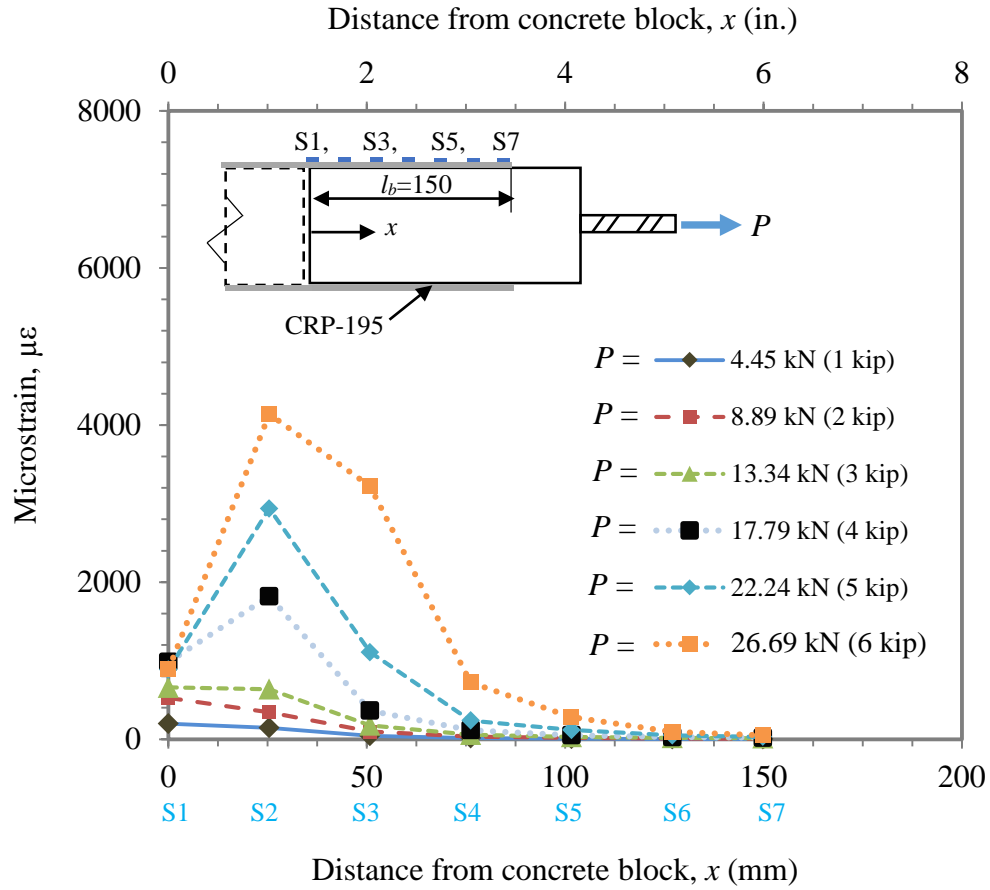 Distance from concrete block, x (in.)
0 2 4 6 8
8000
6000
4000
2000
0
Microstrain, µε
S1, S3, S5, S7
l_b=150
x
P
CRP-195
P = 4.45 kN (1 kip)
P = 8.89 kN (2 kip)
P = 13.34 kN (3 kip)
P = 17.79 kN (4 kip)
P = 22.24 kN (5 kip)
P = 26.69 kN (6 kip)
0 50 100 150 200
S1 S2 S3 S4 S5 S6 S7
Distance from concrete block, x (mm)